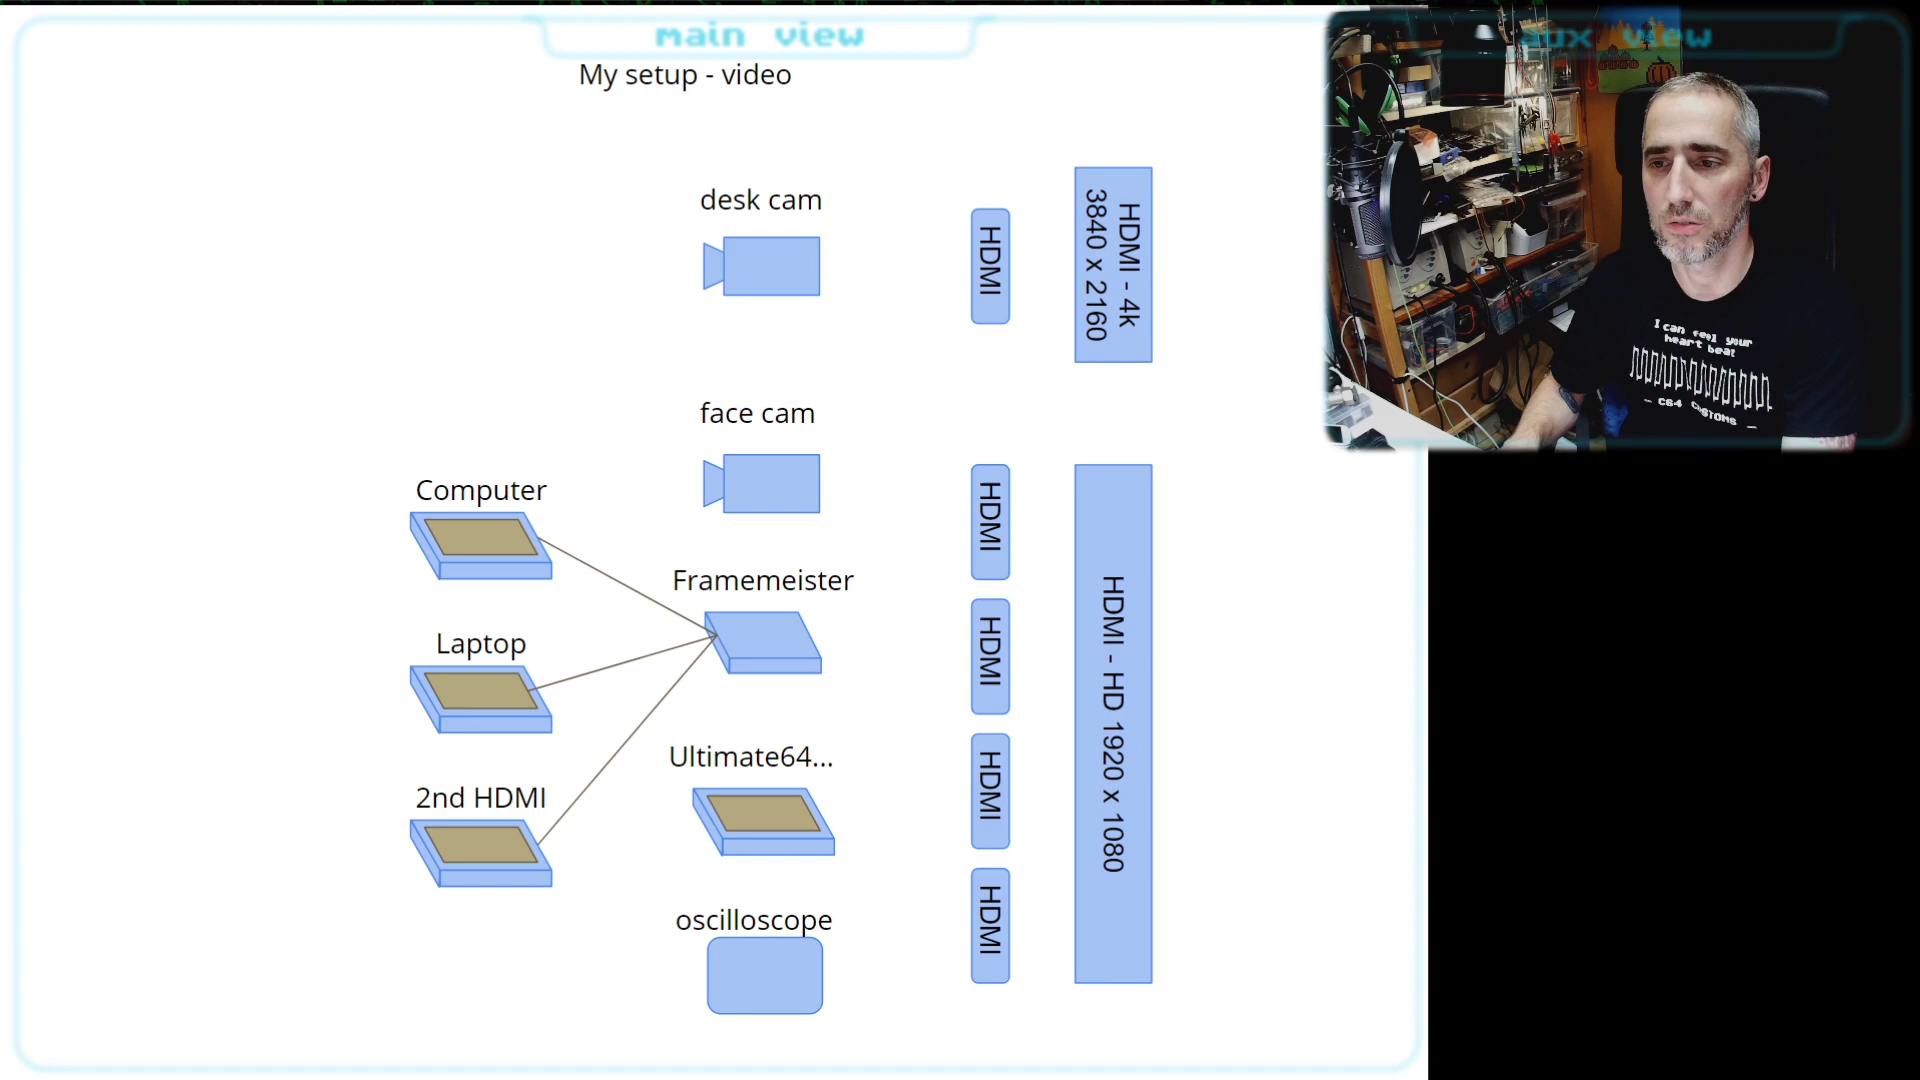 main view
aux view
My setup - video
desk cam
HDMI
HDMI - 4k
3840 x 2160
face cam
Computer
HDMI
Framemeister
Laptop
HDMI
HDMI - HD 1920 x 1080
Ultimate64...
2nd HDMI
HDMI
oscilloscope
HDMI
I can feel your
heart beat
- C64 CUSTOMS _